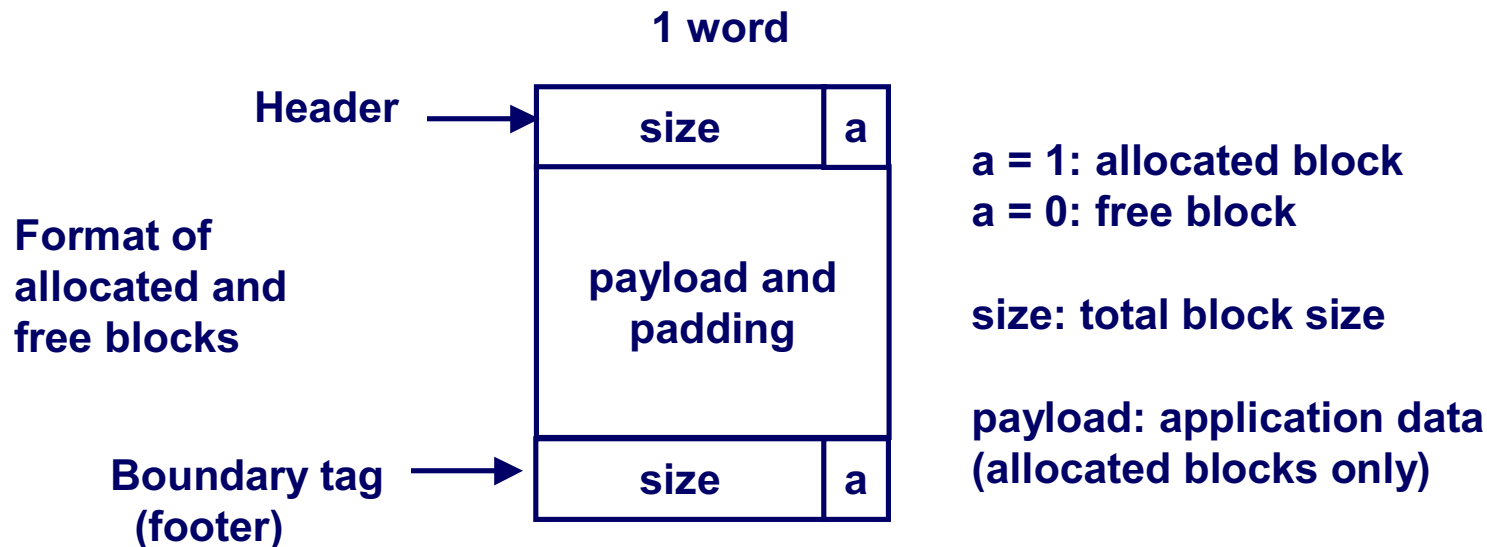 1 word
Header
size a
a = 1: allocated block
a = 0: free block
Format of
allocated and
free blocks
payload and
padding
size: total block size
payload: application data
(allocated blocks only)
Boundary tag
(footer)
size a